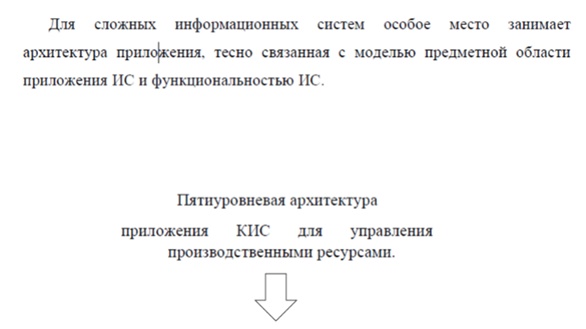 Для сложных информационных систем особое место занимает
архитектура приложения, тесно связанная с моделью предметной области
приложения ИС и функциональностью ИС.
Пятиуровневая архитектура
приложения КИС для управления
производственными ресурсами.